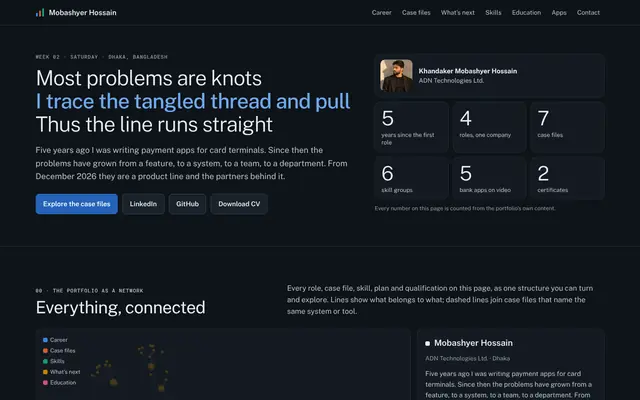 Mobashyer Hossain
Career Case files What's next Skills Education Apps Contact
WEEK 02 · SATURDAY · DHAKA, BANGLADESH
Most problems are knots
I trace the tangled thread and pull
Thus the line runs straight
Five years ago I was writing payment apps for card terminals. Since then the
problems have grown from a feature, to a system, to a team, to a department. From
December 2026 they are a product line and the partners behind it.
Explore the case files LinkedIn GitHub Download CV
Khandaker Mobashyer Hossain
ADN Technologies Ltd.
5
years since the first
role
4
roles, one company
7
case files
6
skill groups
5
bank apps on video
2
certificates
Every number on this page is counted from the portfolio's own content.
00 · THE PORTFOLIO AS A NETWORK
Everything, connected
Every role, case file, skill, plan and qualification on this page, as one structure you can turn
and explore. Lines show what belongs to what; dashed lines join case files that name the
same system or tool.
Career
Case files
Skills
What's next
Education
Mobashyer Hossain
ADN Technologies Ltd. · Dhaka
Five years ago I was writing payment apps for card
terminals. Since then the problems have grown from a
feature, to a system, to a team, to a department. From